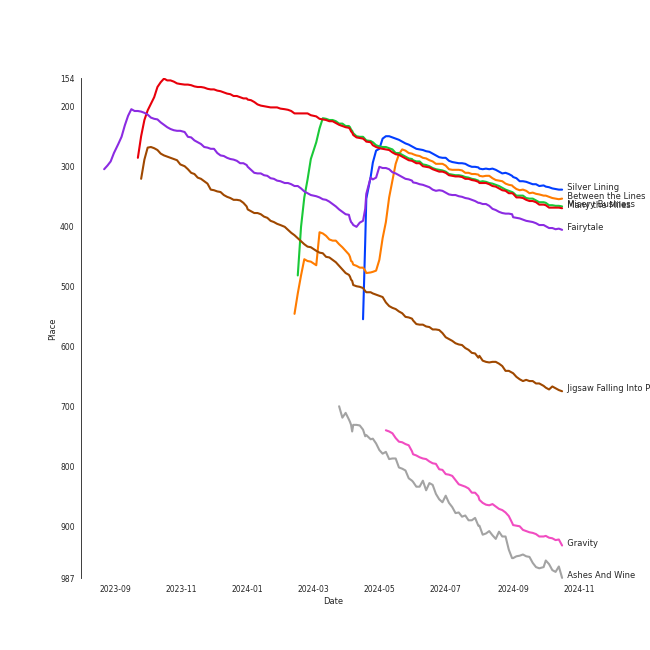 154
200
300
400
500
600
700
800
900
987
Place
2023-09
2023-11
2024-01
2024-03
2024-05
2024-07
2024-09
2024-11
Date
Silver Lining
Between the Lines
Misery Business
Fairytale
Jigsaw Falling Into P
Gravity
Ashes And Wine